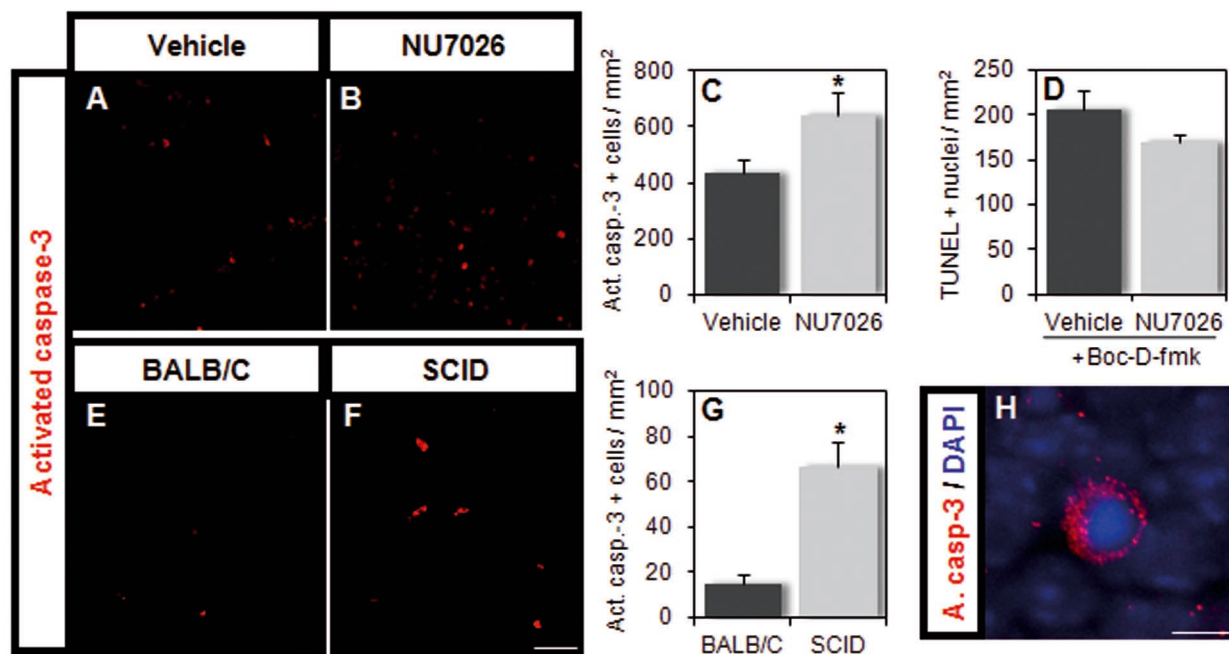 Vehicle
NU7026
Activated caspase-3
A
B
Act. casp.-3 + cells / mm²
800
600
400
200
0
C
*
Vehicle NU7026
TUNEL + nuclei / mm²
250
200
150
100
50
0
D
Vehicle NU7026
+ Boc-D-fmk
BALB/C
SCID
E
F
Act. casp.-3 + cells / mm²
100
80
60
40
20
0
G
*
BALB/C SCID
A. casp-3 / DAPI
H